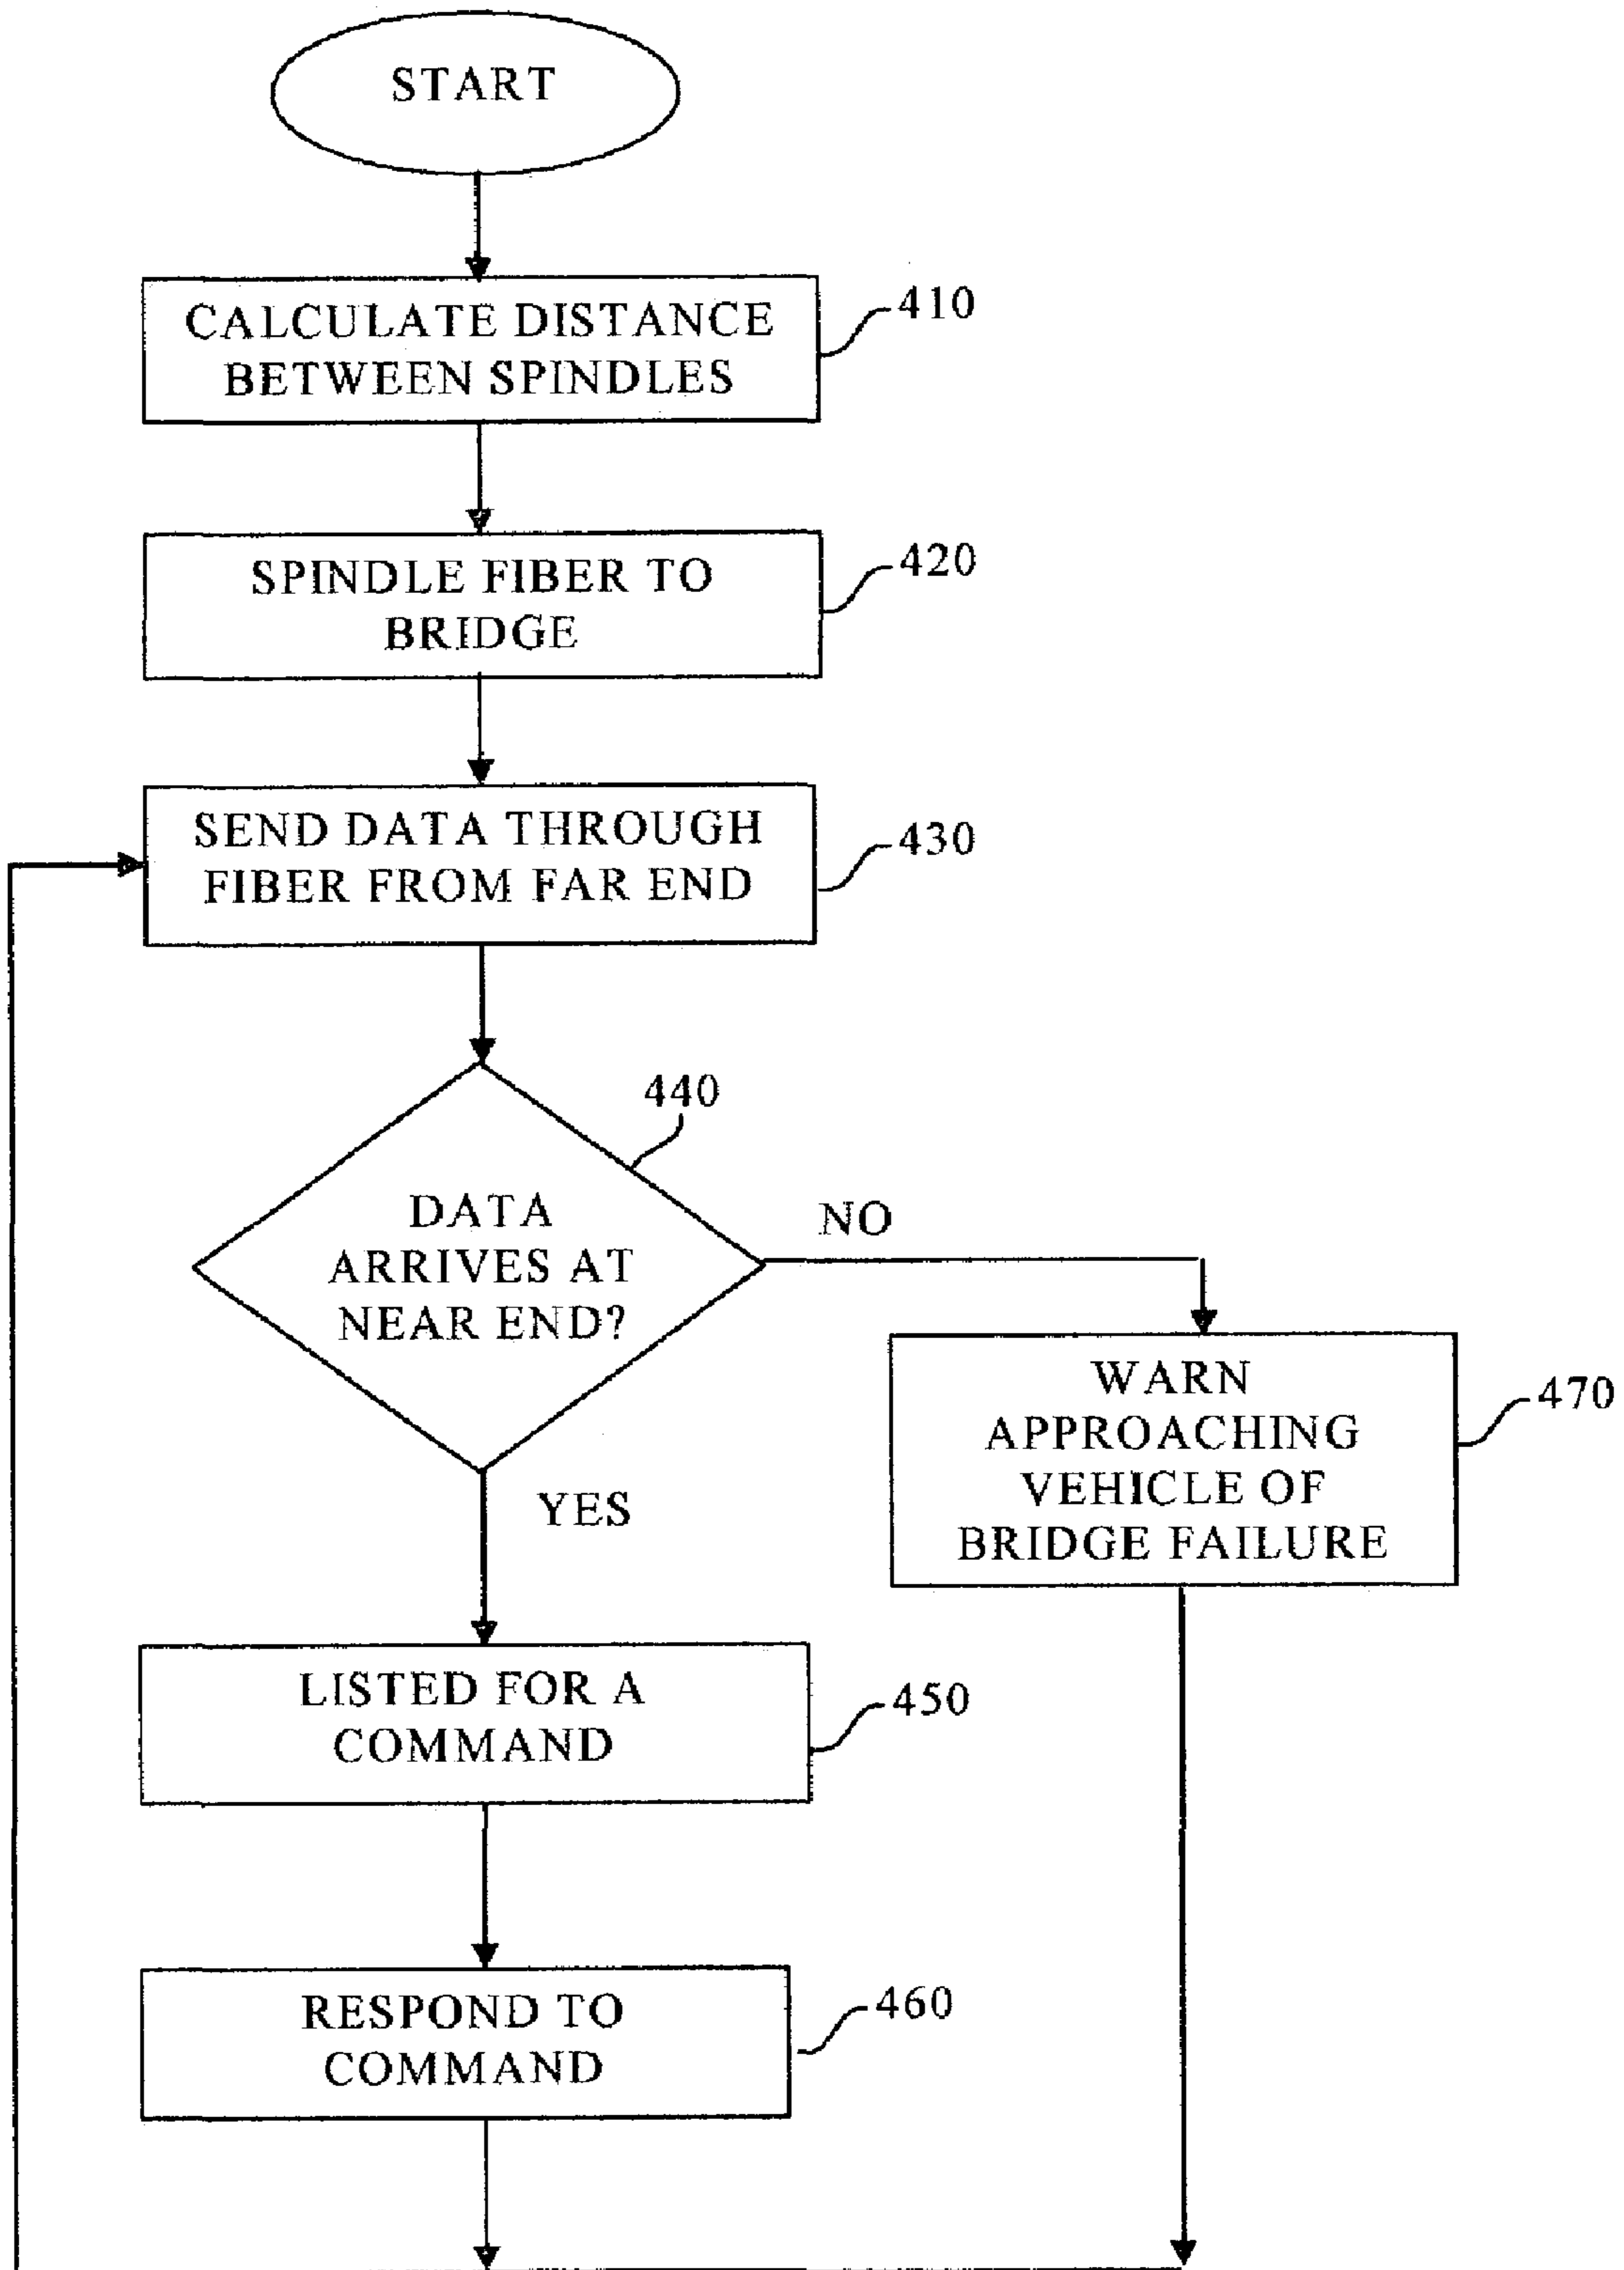 START
CALCULATE DISTANCE
BETWEEN SPINDLES
410
SPINDLE FIBER TO
BRIDGE
420
SEND DATA THROUGH
FIBER FROM FAR END
430
440
DATA
ARRIVES AT
NEAR END?
NO
YES
WARN
APPROACHING
VEHICLE OF
BRIDGE FAILURE
470
LISTED FOR A
COMMAND
450
RESPOND TO
COMMAND
460